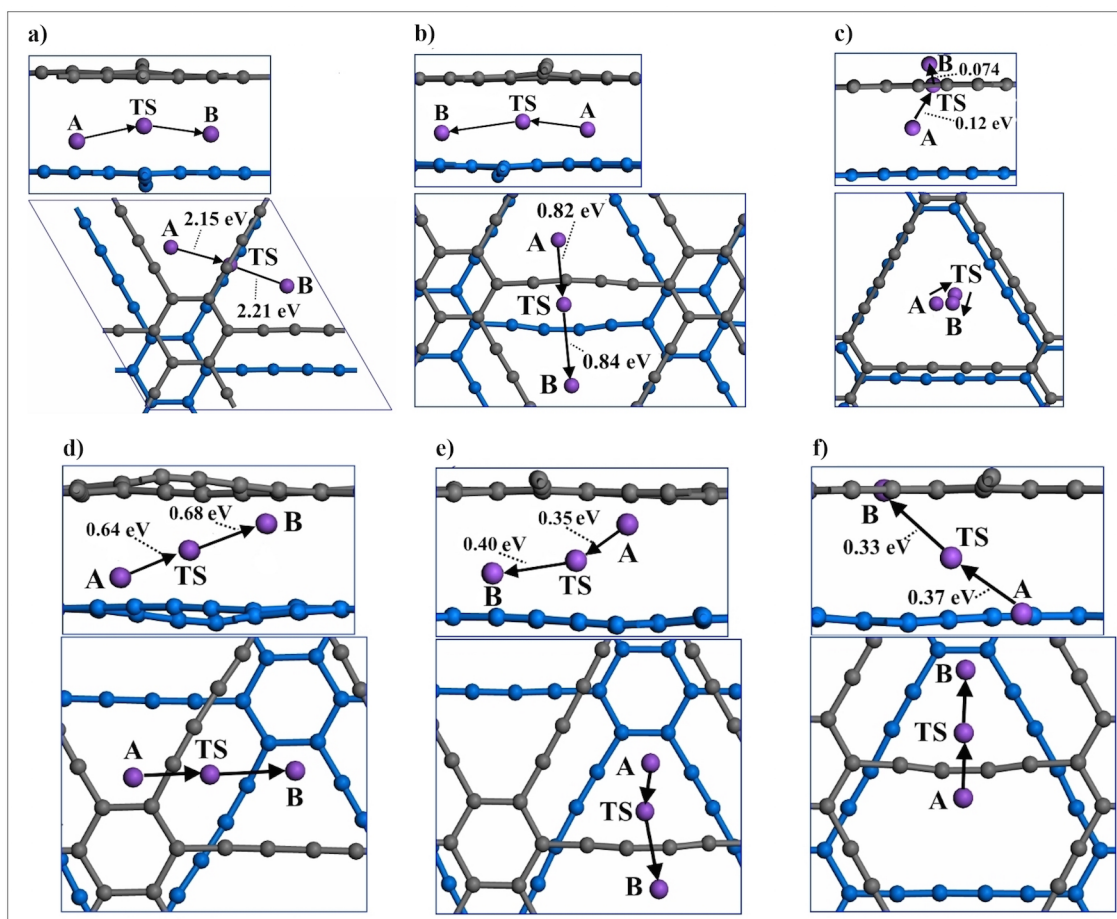 a)
TS
A
B
2.15 eV
A
TS
B
2.21 eV
b)
TS
B
A
0.82 eV
A
TS
0.84 eV
B
c)
B
0.074
TS
0.12 eV
A
TS
A
B
d)
0.68 eV
B
0.64 eV
A
TS
A
TS
B
e)
0.35 eV
0.40 eV
A
B
TS
A
TS
B
f)
B
TS
0.33 eV
A
0.37 eV
B
TS
A